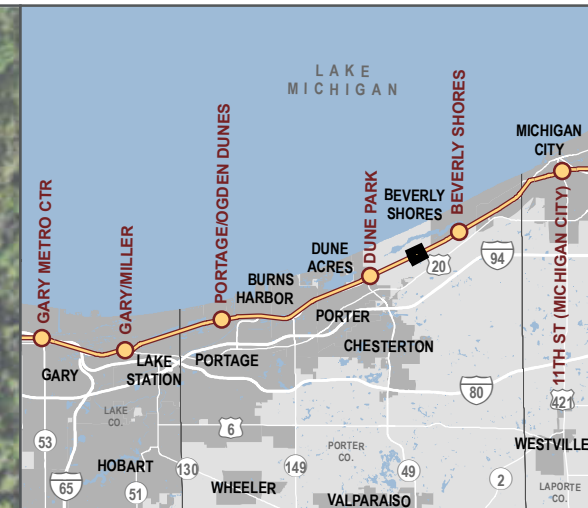 LAKE
MICHIGAN
MICHIGAN
CITY
BEVERLY SHORES
BEVERLY
SHORES
DUNE PARK
DUNE
ACRES
PORTAGE/OGDEN DUNES
BURNS
HARBOR
GARY METRO CTR
GARY/MILLER
11TH ST (MICHIGAN CITY)
94
20
PORTER
CHESTERTON
LAKE
STATION
PORTAGE
GARY
80
LAKE
CO.
421
6
53
PORTER
CO.
WESTVILLE
HOBART
130
149
49
2
LAPORTE
CO.
65
51
WHEELER
VALPARAISO